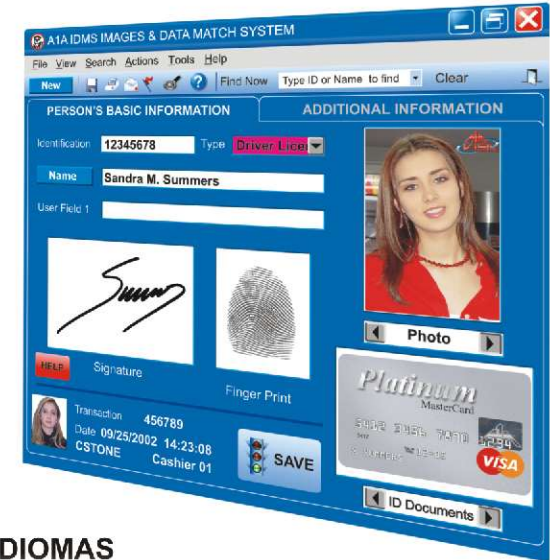 A1A IDMS IMAGES & DATA MATCH SYSTEM
File View Search Actions Tools Help
New Find Now Type ID or Name to find Clear
PERSON'S BASIC INFORMATION ADDITIONAL INFORMATION
Identification 12345678 Type Driver Licen
Name Sandra M. Summers
User Field 1
Photo
HELP Signature Finger Print
Platinum
MasterCard
VISA
Transaction 456789
Date 09/25/2002 14:23:08
CSTONE Cashier 01
SAVE
ID Documents
DIOMAS